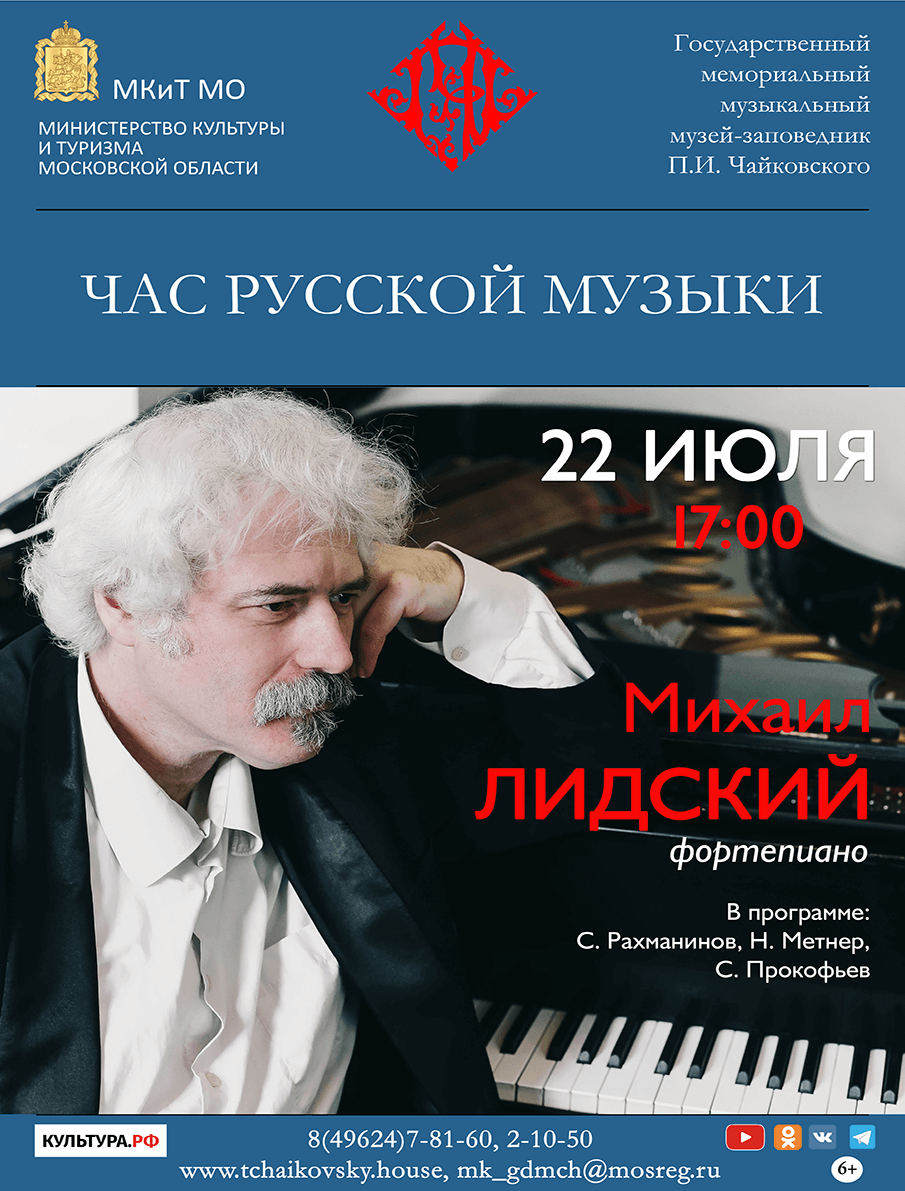 МКиТ МО
МИНИСТЕРСТВО КУЛЬТУРЫ
И ТУРИЗМА
МОСКОВСКОЙ ОБЛАСТИ
Государственный
мемориальный
музыкальный
музей-заповедник
П.И. Чайковского
ЧАС РУССКОЙ МУЗЫКИ
22 ИЮЛЯ
17:00
Михаил
ЛИДСКИЙ
фортепиано
В программе:
С. Рахманинов, Н. Метнер,
С. Прокофьев
КУЛЬТУРА.РФ
8(49624)7-81-60, 2-10-50
www.tchaikovsky.house, mk_gdmch@mosreg.ru
6+